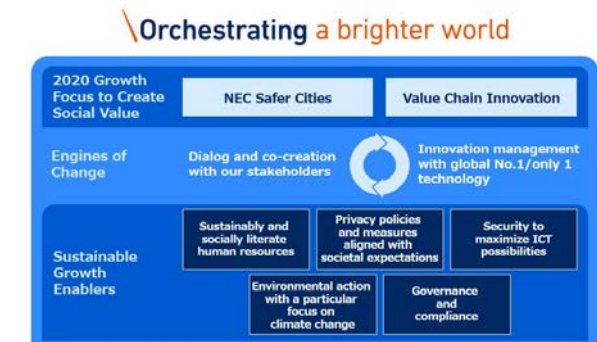 \Orchestrating a brighter world
2020 Growth
Focus to Create
Social Value
NEC Safer Cities
Value Chain Innovation
Engines of
Change
Dialog and co-creation
with our stakeholders
Innovation management
with global No.1/only 1
technology
Sustainable
Growth
Enablers
Sustainably and
socially literate
human resources
Privacy policies
and measures
aligned with
societal expectations
Security to
maximize ICT
possibilities
Environmental action
with a particular
focus on
climate change
Governance
and
compliance